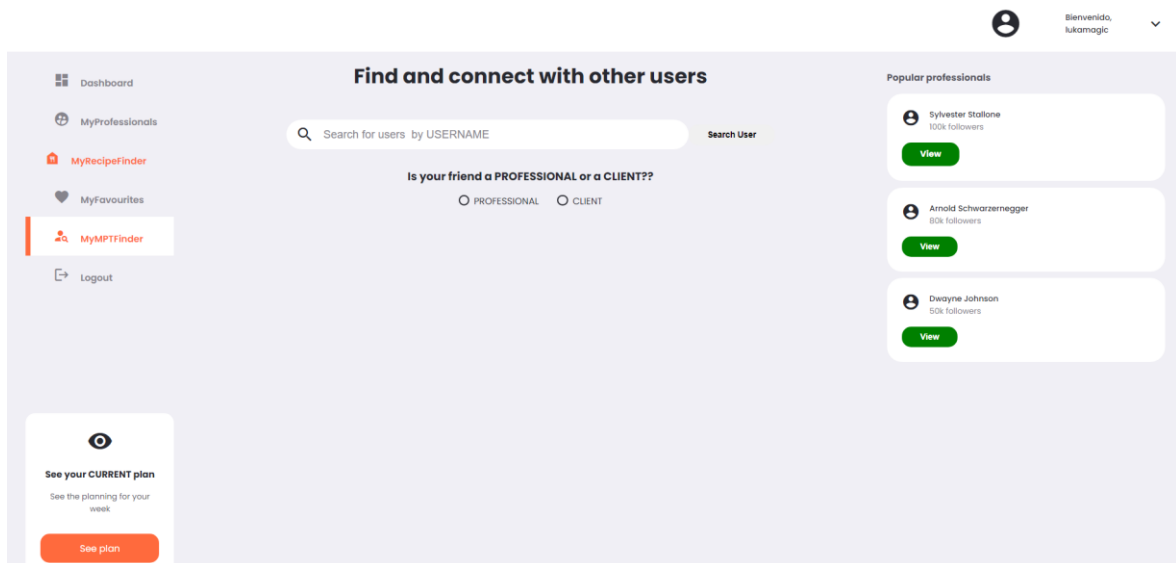 Bienvenido,
lukamagic
Dashboard
MyProfessionals
MyRecipeFinder
MyFavourites
MyMPTFinder
Logout
See your CURRENT plan
See the planning for your
week
See plan
Find and connect with other users
Search for users by USERNAME
Search User
Is your friend a PROFESSIONAL or a CLIENT??
PROFESSIONAL
CLIENT
Popular professionals
Sylvester Stallone
100k followers
View
Arnold Schwarzernegger
80k followers
View
Dwayne Johnson
50k followers
View